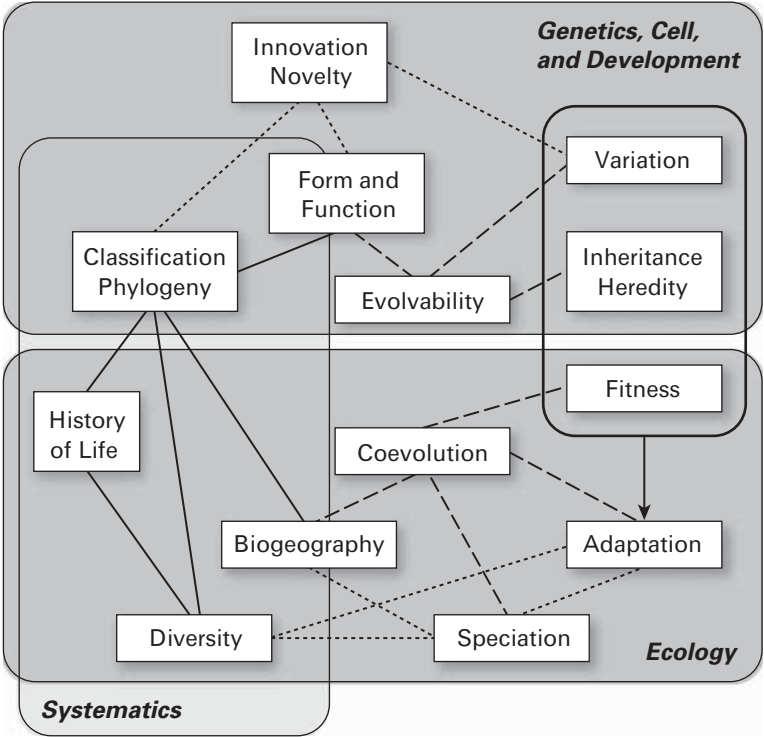 Genetics, Cell,
and Development
Innovation
Novelty
Variation
Form and
Function
Classification
Phylogeny
Inheritance
Heredity
Evolvability
Fitness
History
of Life
Coevolution
Biogeography
Adaptation
Diversity
Speciation
Ecology
Systematics